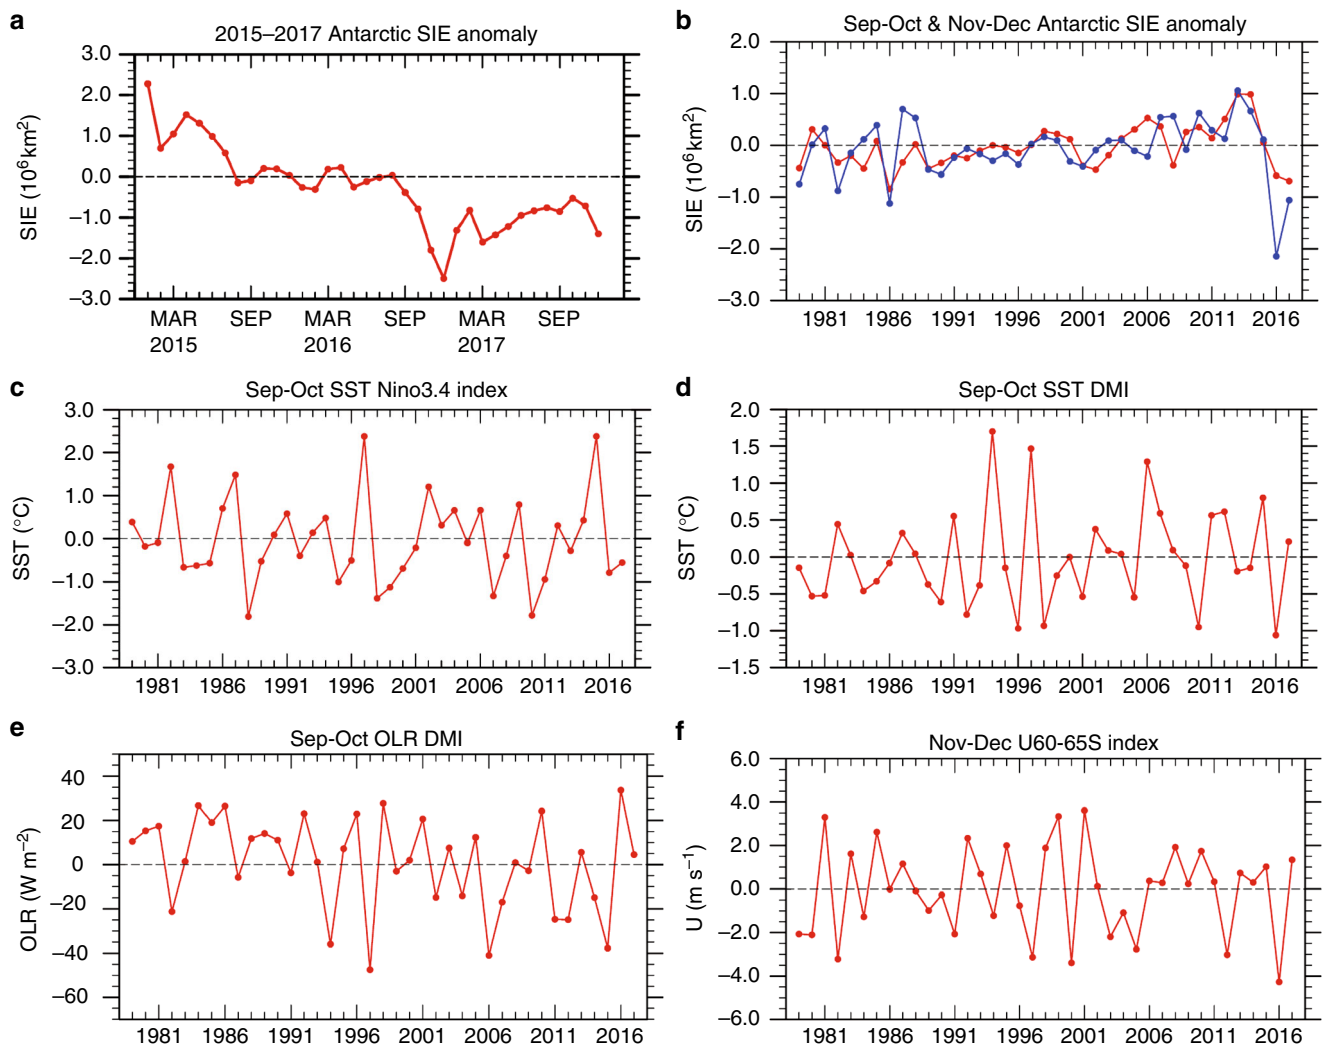 a
2015–2017 Antarctic SIE anomaly
3.0
2.0
1.0
0.0
−1.0
−2.0
−3.0
SIE (10⁶km²)
MAR SEP MAR SEP MAR SEP
2015 2016 2017
b
Sep-Oct & Nov-Dec Antarctic SIE anomaly
2.0
1.0
0.0
−1.0
−2.0
−3.0
SIE (10⁶km²)
1981 1986 1991 1996 2001 2006 2011 2016
c
Sep-Oct SST Nino3.4 index
3.0
2.0
1.0
0.0
−1.0
−2.0
−3.0
SST (°C)
1981 1986 1991 1996 2001 2006 2011 2016
d
Sep-Oct SST DMI
2.0
1.5
1.0
0.5
0.0
−0.5
−1.0
−1.5
SST (°C)
1981 1986 1991 1996 2001 2006 2011 2016
e
Sep-Oct OLR DMI
40
20
0
−20
−40
−60
OLR (W m⁻²)
1981 1986 1991 1996 2001 2006 2011 2016
f
Nov-Dec U60-65S index
6.0
4.0
2.0
0.0
−2.0
−4.0
−6.0
U (m s⁻¹)
1981 1986 1991 1996 2001 2006 2011 2016